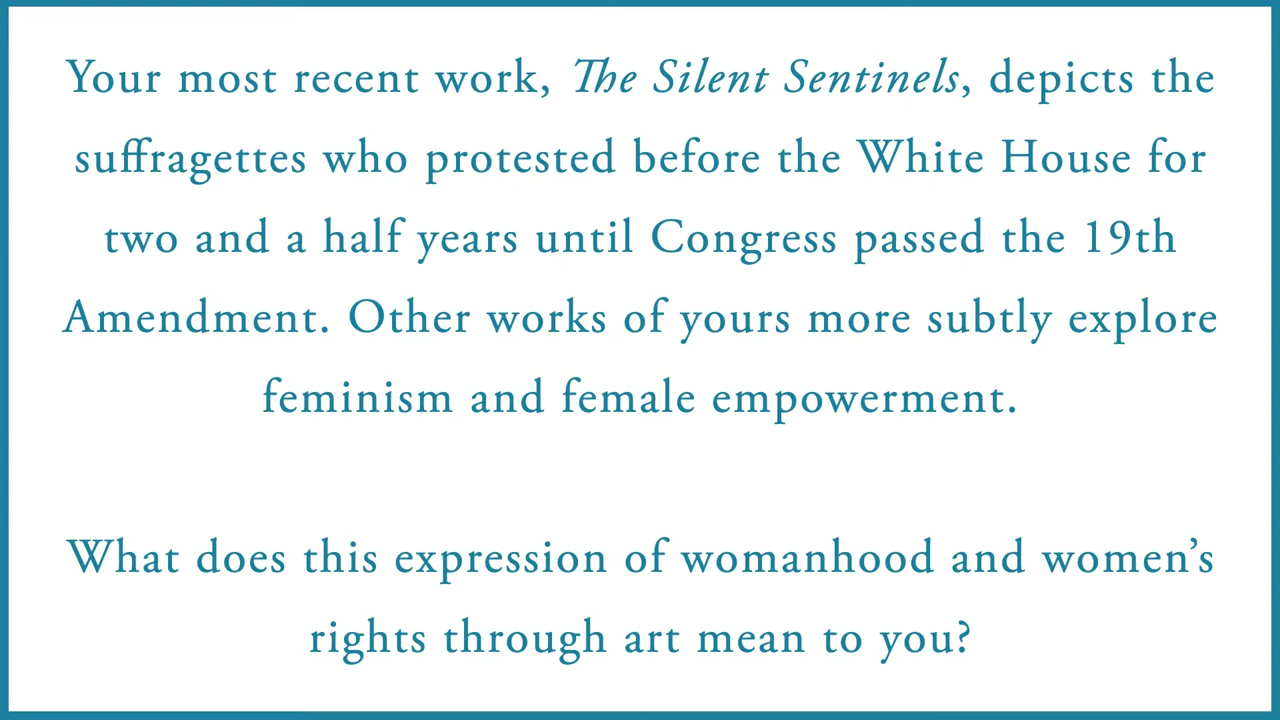 Your most recent work, The Silent Sentinels, depicts the
suffragettes who protested before the White House for
two and a half years until Congress passed the 19th
Amendment. Other works of yours more subtly explore
feminism and female empowerment.
What does this expression of womanhood and women’s
rights through art mean to you?